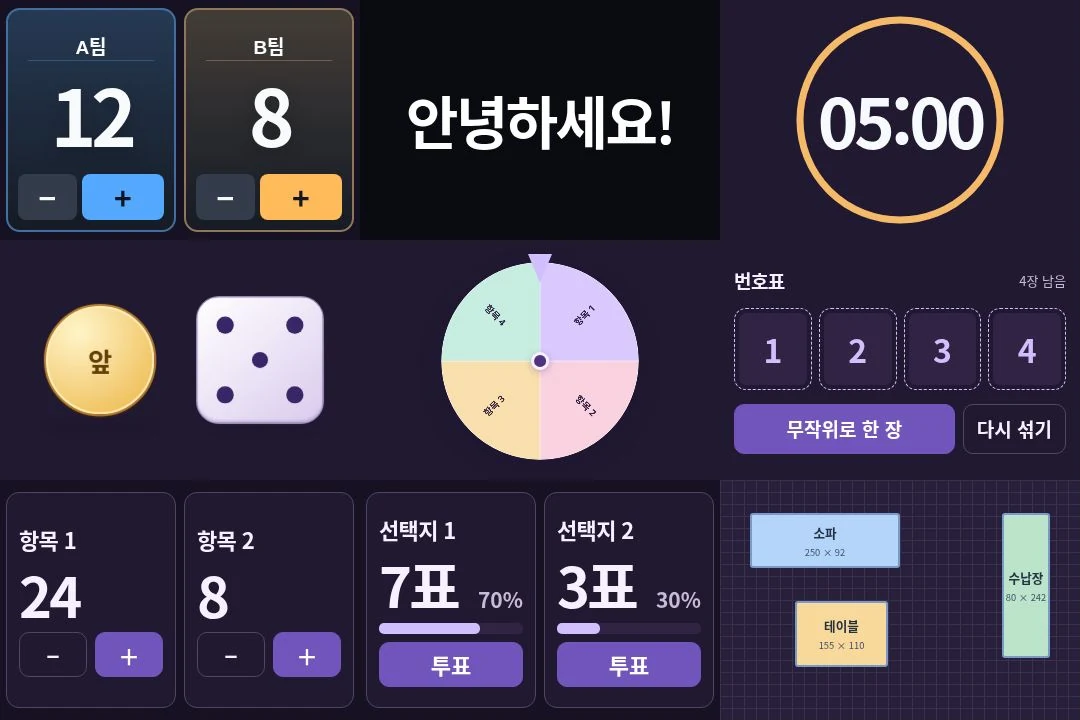 A팀
12
− +
B팀
8
− +
안녕하세요!
05:00
앞
항목 1
항목 2
항목 3
항목 4
번호표
4장 남음
1 2 3 4
무작위로 한 장
다시 섞기
항목 1
24
− +
항목 2
8
− +
선택지 1
7표 70%
투표
선택지 2
3표 30%
투표
소파
250 × 92
수납장
80 × 242
테이블
155 × 110